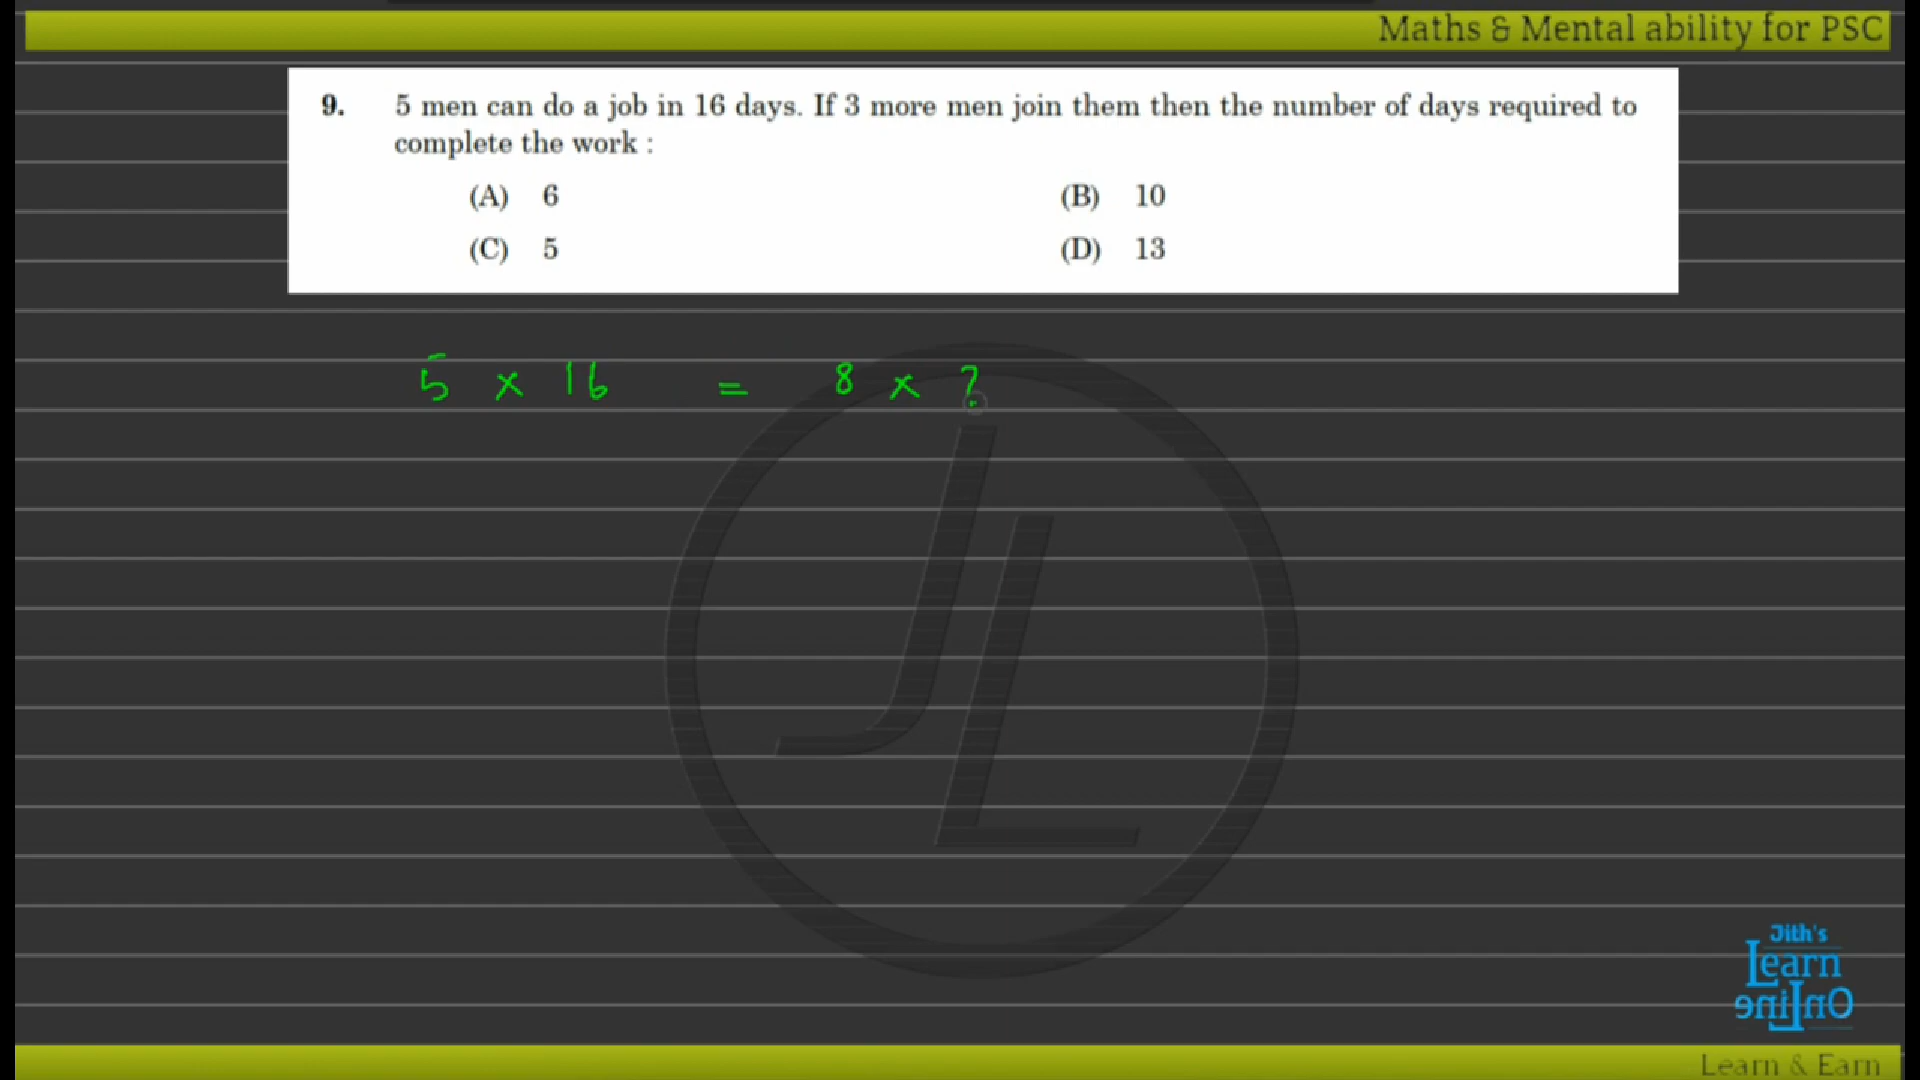 Maths & Mental ability for PSC
9. 5 men can do a job in 16 days. If 3 more men join them then the number of days required to
complete the work :
(A) 6 (B) 10
(C) 5 (D) 13
5 × 16 = 8 × ?
JL
Jith's
Learn
OnLine
Learn & Earn